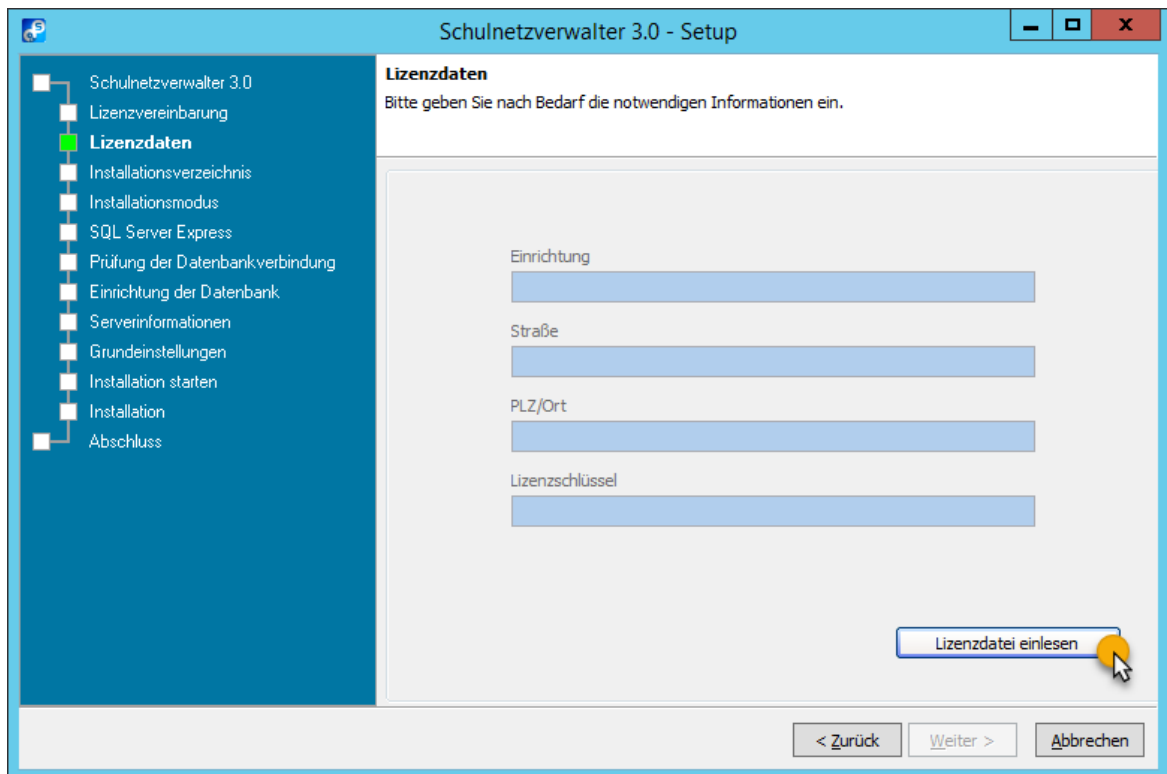 Schulnetzverwalter 3.0 - Setup
Schulnetzverwalter 3.0
Lizenzvereinbarung
Lizenzdaten
Installationsverzeichnis
Installationsmodus
SQL Server Express
Prüfung der Datenbankverbindung
Einrichtung der Datenbank
Serverinformationen
Grundeinstellungen
Installation starten
Installation
Abschluss
Lizenzdaten
Bitte geben Sie nach Bedarf die notwendigen Informationen ein.
Einrichtung
Straße
PLZ/Ort
Lizenzschlüssel
Lizenzdatei einlesen
< Zurück
Weiter >
Abbrechen